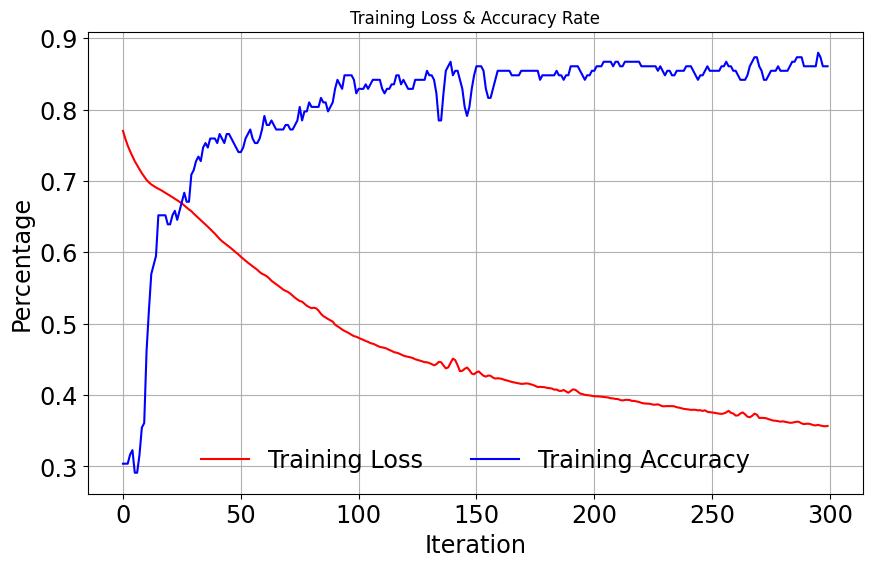 Training Loss & Accuracy Rate
0.9
0.8
0.7
0.6
0.5
0.4
0.3
Percentage
Training Loss
Training Accuracy
0 50 100 150 200 250 300
Iteration